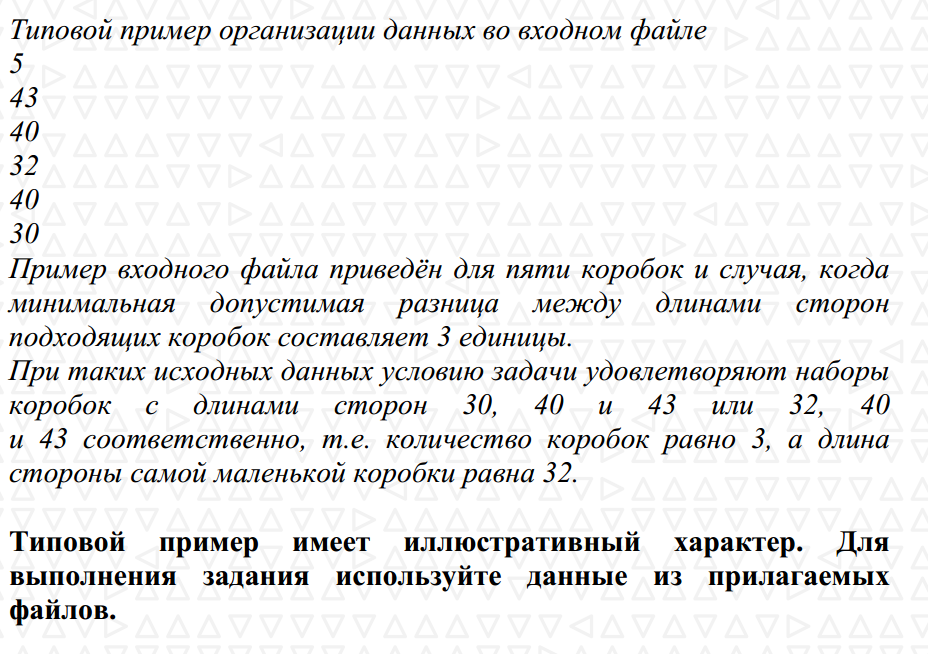 Типовой пример организации данных во входном файле
5
43
40
32
40
30
Пример входного файла приведён для пяти коробок и случая, когда
минимальная допустимая разница между длинами сторон
подходящих коробок составляет 3 единицы.
При таких исходных данных условию задачи удовлетворяют наборы
коробок с длинами сторон 30, 40 и 43 или 32, 40
и 43 соответственно, т.е. количество коробок равно 3, а длина
стороны самой маленькой коробки равна 32.
Типовой пример имеет иллюстративный характер. Для
выполнения задания используйте данные из прилагаемых
файлов.